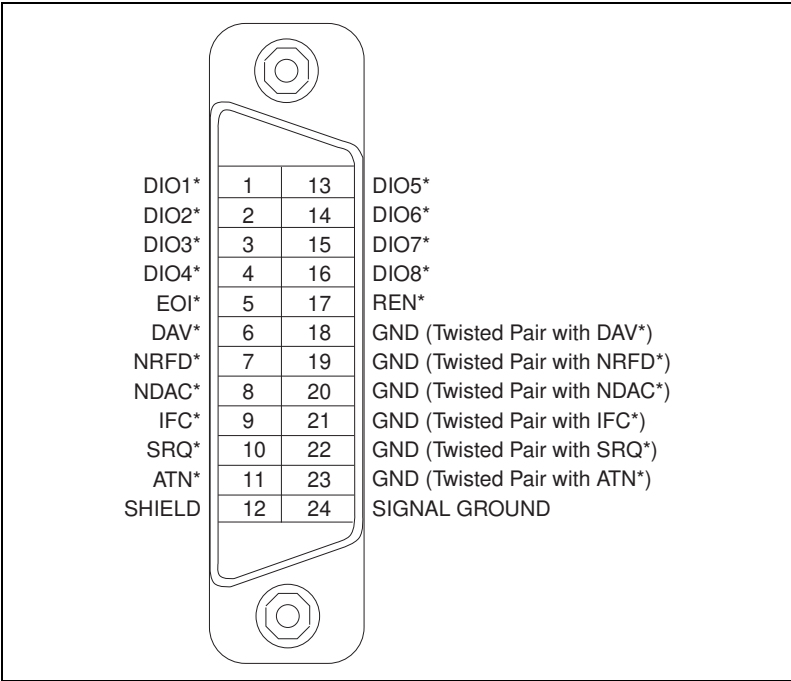 DIO1* 1 13 DIO5*
DIO2* 2 14 DIO6*
DIO3* 3 15 DIO7*
DIO4* 4 16 DIO8*
EOI* 5 17 REN*
DAV* 6 18 GND (Twisted Pair with DAV*)
NRFD* 7 19 GND (Twisted Pair with NRFD*)
NDAC* 8 20 GND (Twisted Pair with NDAC*)
IFC* 9 21 GND (Twisted Pair with IFC*)
SRQ* 10 22 GND (Twisted Pair with SRQ*)
ATN* 11 23 GND (Twisted Pair with ATN*)
SHIELD 12 24 SIGNAL GROUND